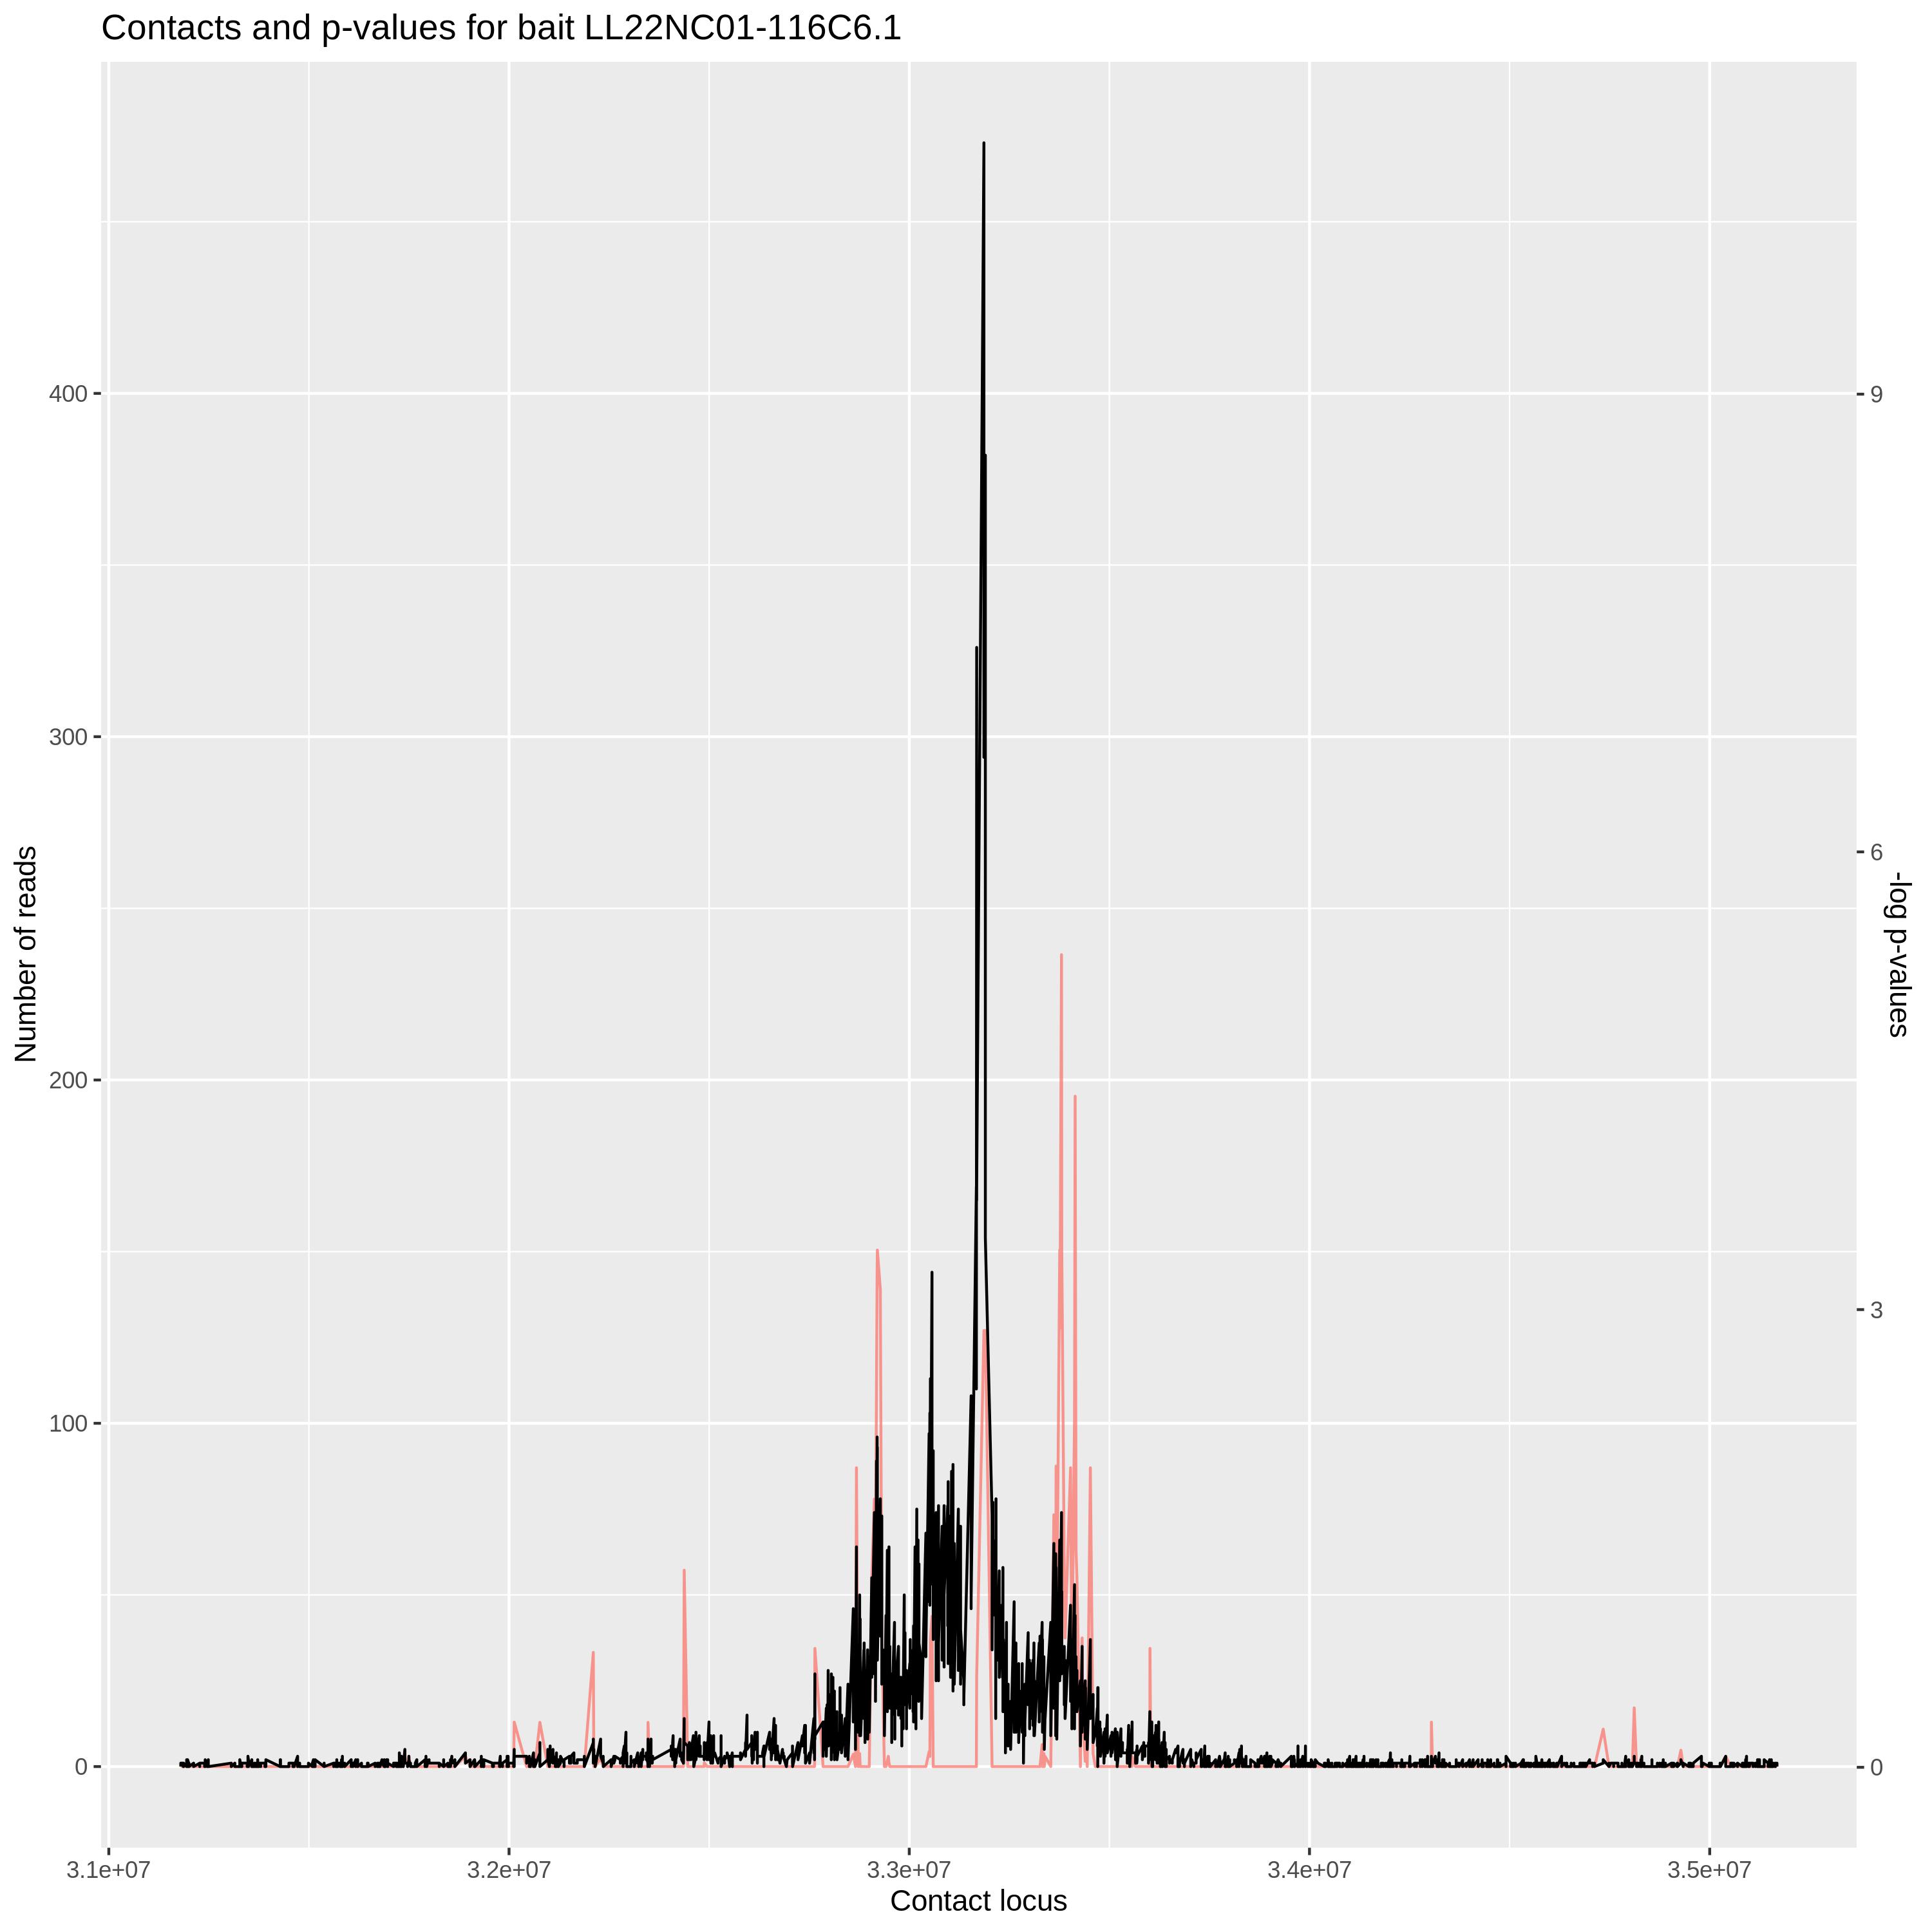 Contacts and p-values for bait LL22NC01-116C6.1
400
300
200
100
0
Number of reads
9
6
3
0
-log p-values
3.1e+07
3.2e+07
3.3e+07
3.4e+07
3.5e+07
Contact locus